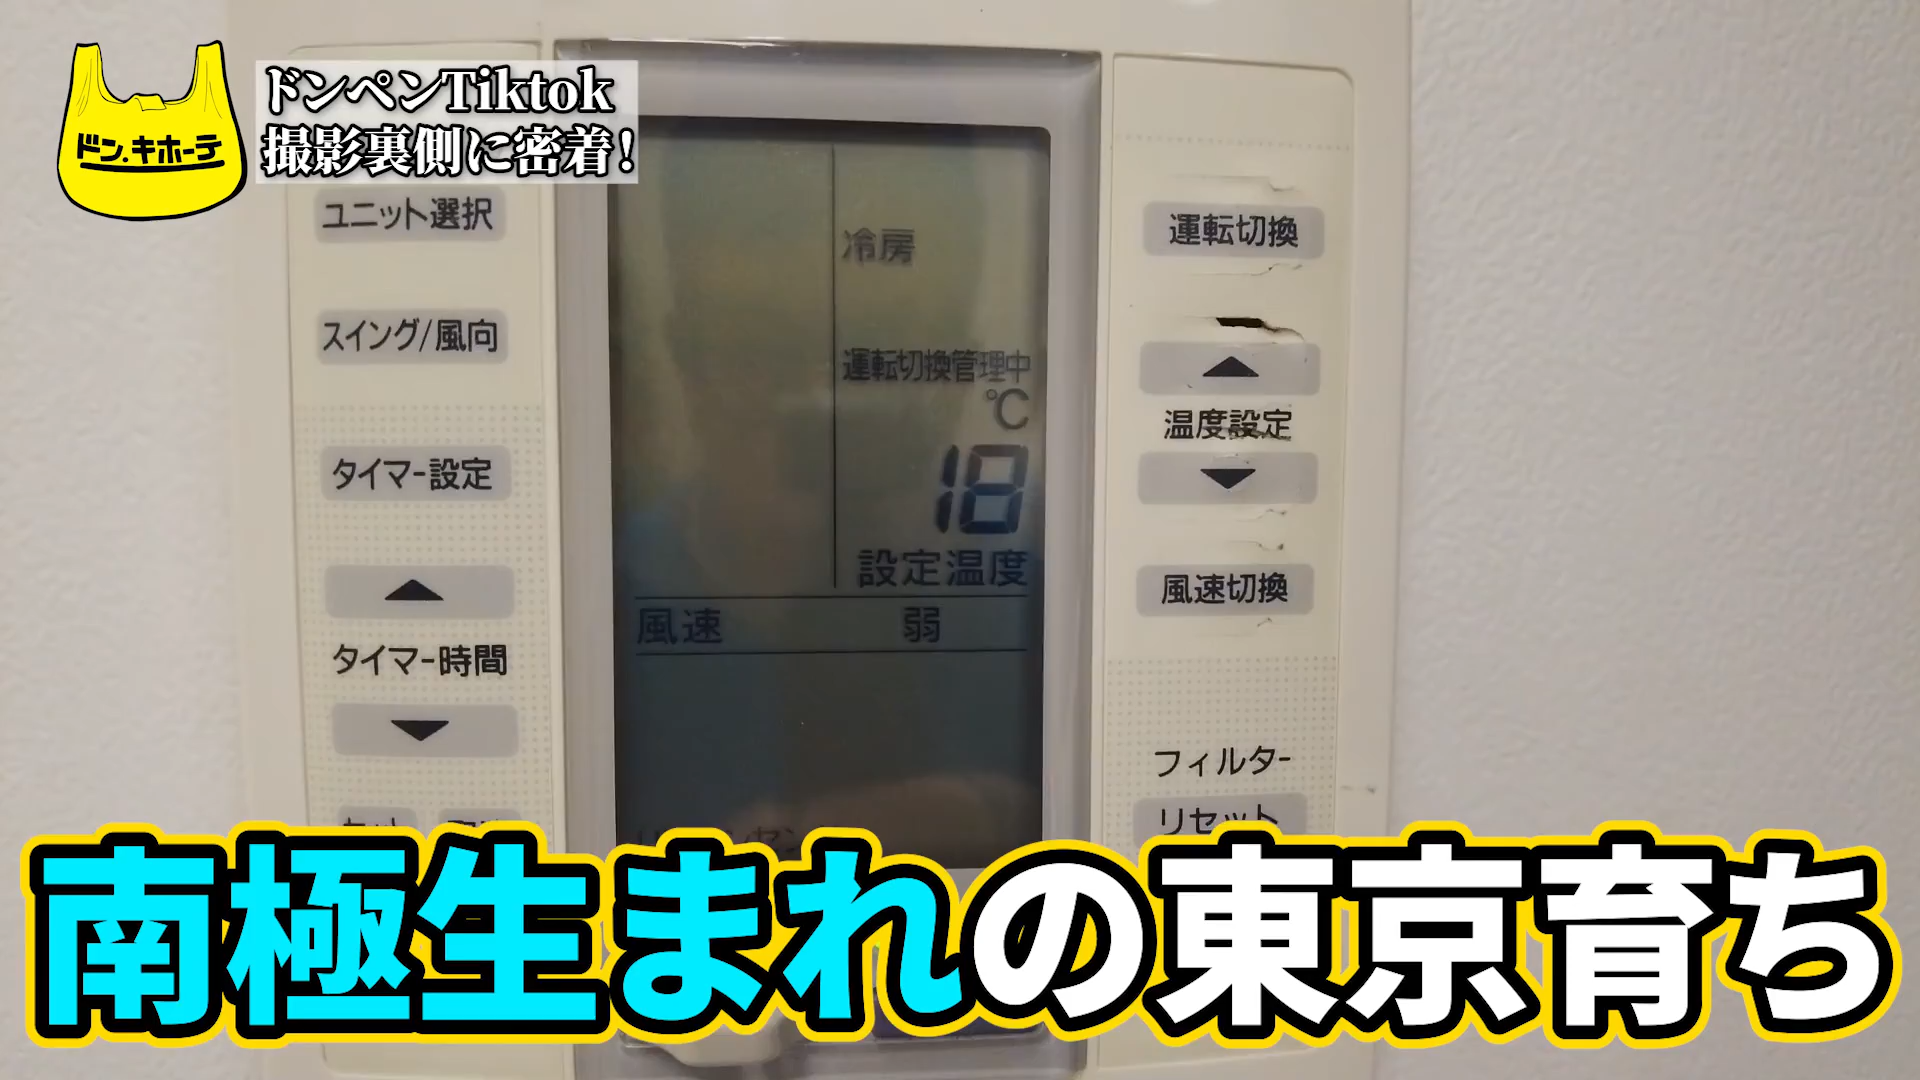 ドン.キホーテ
ドンペンTiktok
撮影裏側に密着!
ユニット選択
スイング/風向
タイマー設定
タイマー時間
冷房
運転切換管理中
℃
18
設定温度
風速 弱
運転切換
温度設定
風速切換
フィルター
リセット
南極生まれの東京育ち